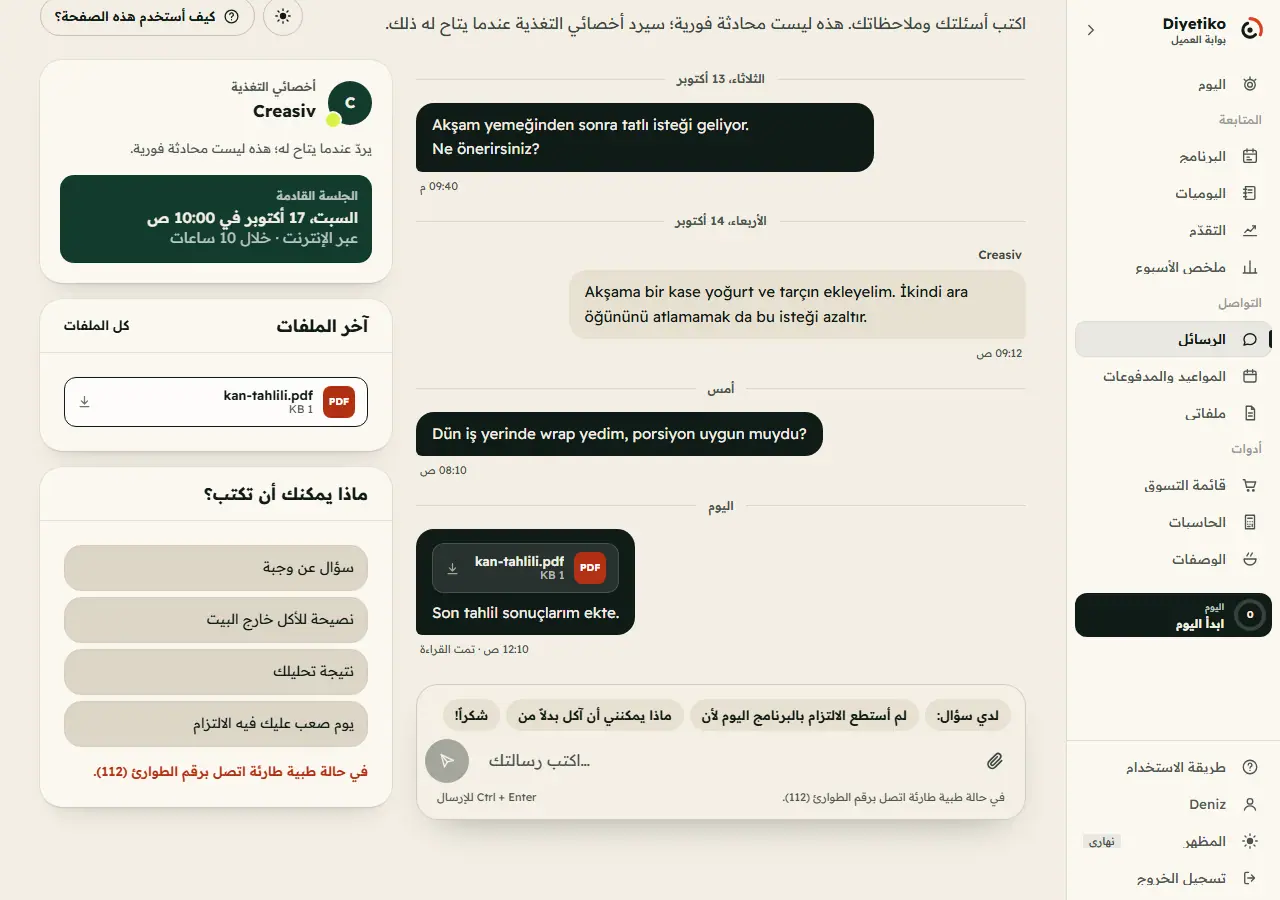 Diyetiko
بوابة العميل
اليوم
المتابعة
البرنامج
اليوميات
التقدّم
ملخص الأسبوع
التواصل
الرسائل
المواعيد والمدفوعات
ملفاتي
أدوات
قائمة التسوق
الحاسبات
الوصفات
0
اليوم
ابدأ اليوم
طريقة الاستخدام
Deniz
المظهر
نهاري
تسجيل الخروج
اكتب أسئلتك وملاحظاتك. هذه ليست محادثة فورية؛ سيرد أخصائي التغذية عندما يتاح له ذلك.
الثلاثاء، 13 أكتوبر
Akşam yemeğinden sonra tatlı isteği geliyor.
Ne önerirsiniz?
09:40 م
الأربعاء، 14 أكتوبر
Creasiv
Akşama bir kase yoğurt ve tarçın ekleyelim. İkindi ara
öğününü atlamamak da bu isteği azaltır.
09:12 ص
أمس
Dün iş yerinde wrap yedim, porsiyon uygun muydu?
08:10 ص
اليوم
PDF
kan-tahlili.pdf
1 KB
Son tahlil sonuçlarım ekte.
12:10 ص · تمت القراءة
لدي سؤال:
لم أستطع الالتزام بالبرنامج اليوم لأن
ماذا يمكنني أن آكل بدلاً من
شكراً!
اكتب رسالتك...
في حالة طبية طارئة اتصل برقم الطوارئ (112).
Ctrl + Enter للإرسال
كيف أستخدم هذه الصفحة؟
C
أخصائي التغذية
Creasiv
يردّ عندما يتاح له؛ هذه ليست محادثة فورية.
الجلسة القادمة
السبت، 17 أكتوبر في 10:00 ص
عبر الإنترنت · خلال 10 ساعات
آخر الملفات
كل الملفات
PDF
kan-tahlili.pdf
1 KB
ماذا يمكنك أن تكتب؟
سؤال عن وجبة
نصيحة للأكل خارج البيت
نتيجة تحليلك
يوم صعب عليك فيه الالتزام
في حالة طبية طارئة اتصل برقم الطوارئ (112).